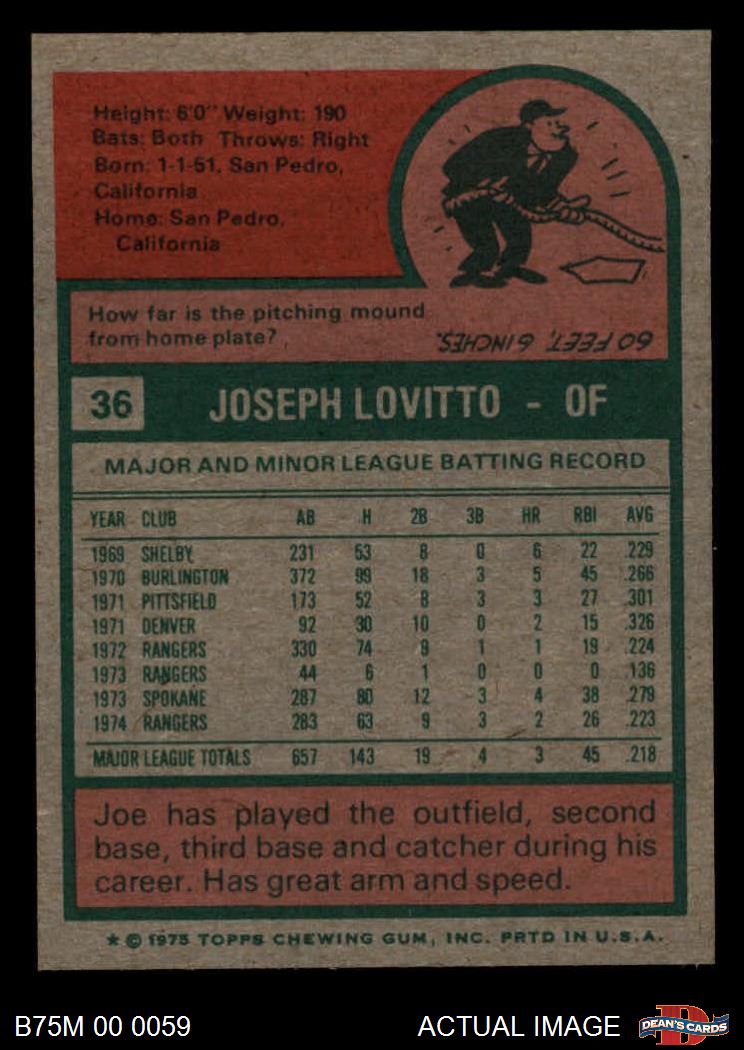 Height: 6'0" Weight: 190
Bats: Both Throws: Right
Born: 1-1-51, San Pedro,
California
Home: San Pedro,
California
How far is the pitching mound
from home plate?
60 FEET, 6 INCHES.
36 JOSEPH LOVITTO - OF
MAJOR AND MINOR LEAGUE BATTING RECORD
YEAR CLUB AB H 2B 3B HR RBI AVG
1969 SHELBY 231 53 8 0 6 22 .229
1970 BURLINGTON 372 99 18 3 5 45 .266
1971 PITTSFIELD 173 52 8 3 3 27 .301
1971 DENVER 92 30 10 0 2 15 .326
1972 RANGERS 330 74 9 1 1 19 .224
1973 RANGERS 44 6 1 0 0 0 .136
1973 SPOKANE 287 80 12 3 4 38 .279
1974 RANGERS 283 63 9 3 2 26 .223
MAJOR LEAGUE TOTALS 657 143 19 4 3 45 .218
Joe has played the outfield, second
base, third base and catcher during his
career. Has great arm and speed.
* © 1975 TOPPS CHEWING GUM, INC. PRTD IN U.S.A.
B75M 00 0059 ACTUAL IMAGE D DEAN'S CARDS